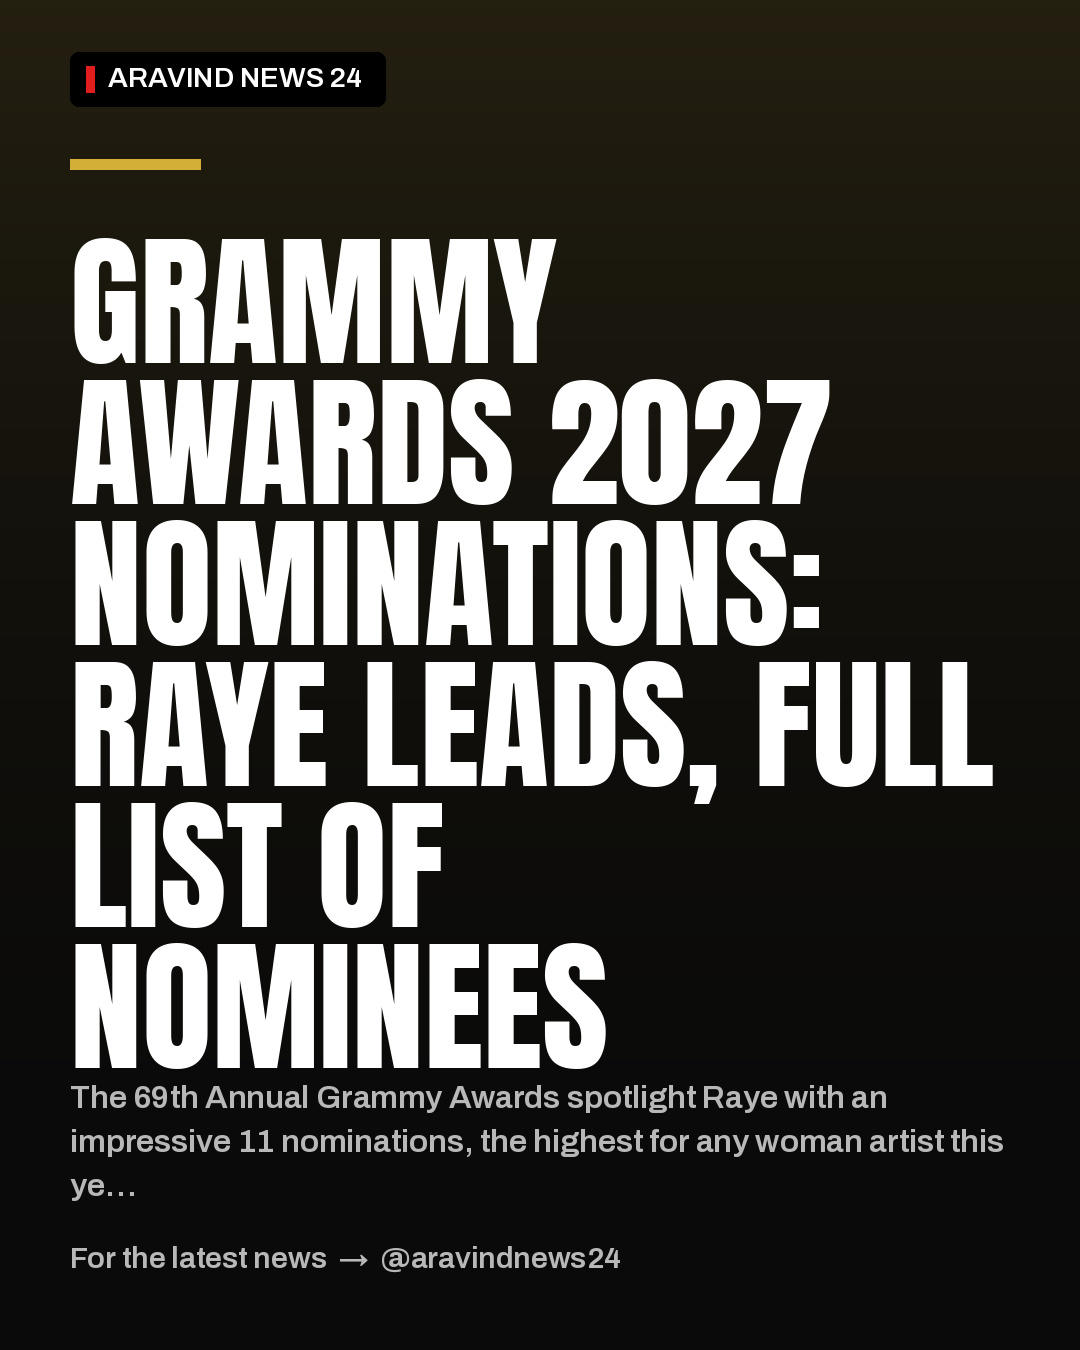 ARAVIND NEWS 24
GRAMMY
AWARDS 2027
NOMINATIONS:
RAYE LEADS, FULL
LIST OF
NOMINEES
The 69th Annual Grammy Awards spotlight Raye with an
impressive 11 nominations, the highest for any woman artist this
ye...
For the latest news → @aravindnews24